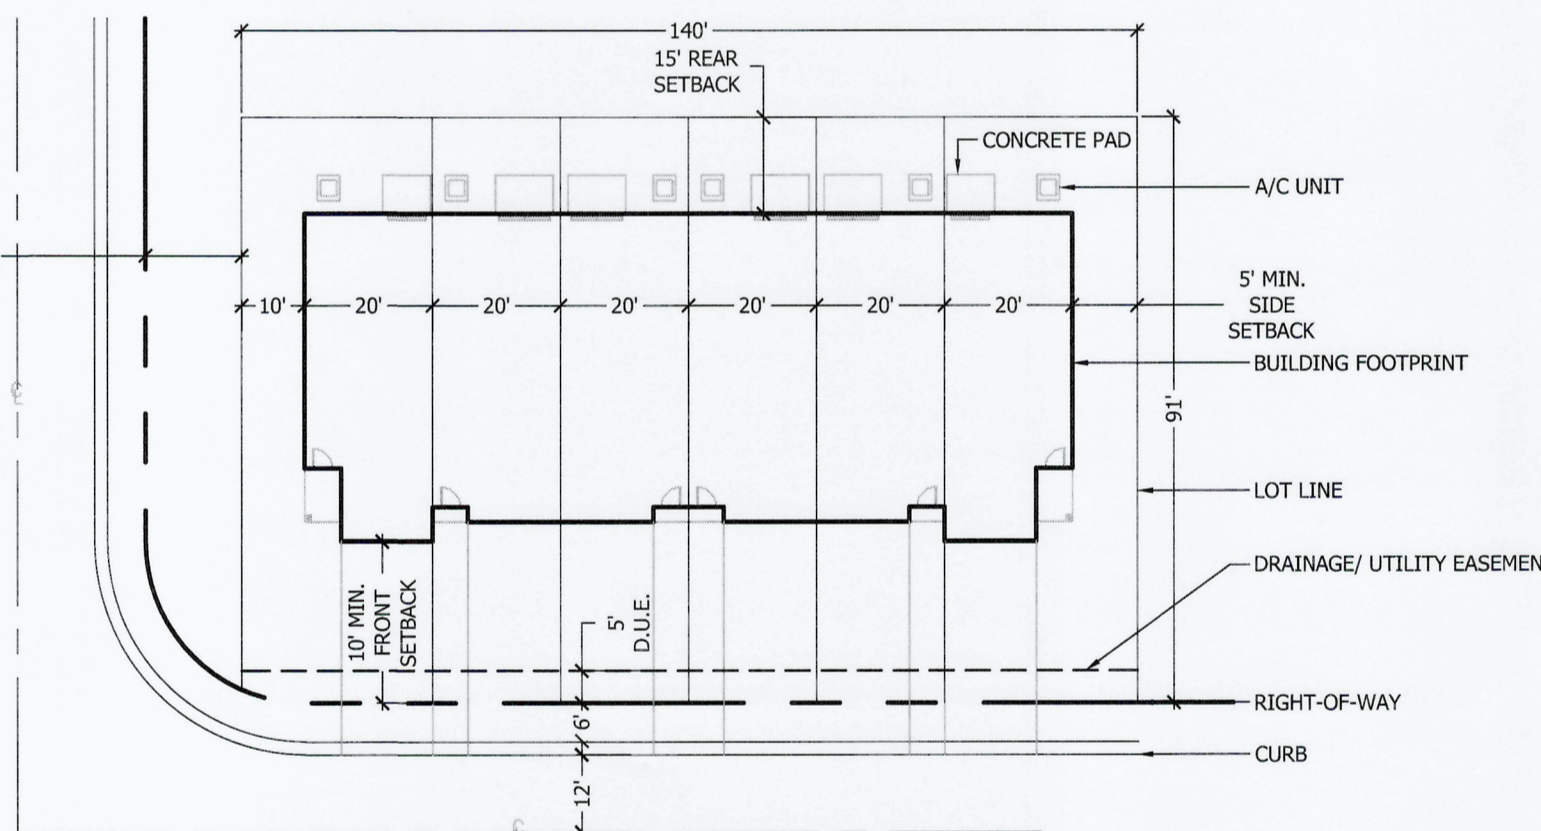 140'
15' REAR
SETBACK
CONCRETE PAD
A/C UNIT
10'
20'
20'
20'
20'
20'
20'
5' MIN.
SIDE
SETBACK
BUILDING FOOTPRINT
91'
LOT LINE
DRAINAGE/ UTILITY EASEMEN
10' MIN.
FRONT
SETBACK
5'
D.U.E.
RIGHT-OF-WAY
6'
CURB
12'